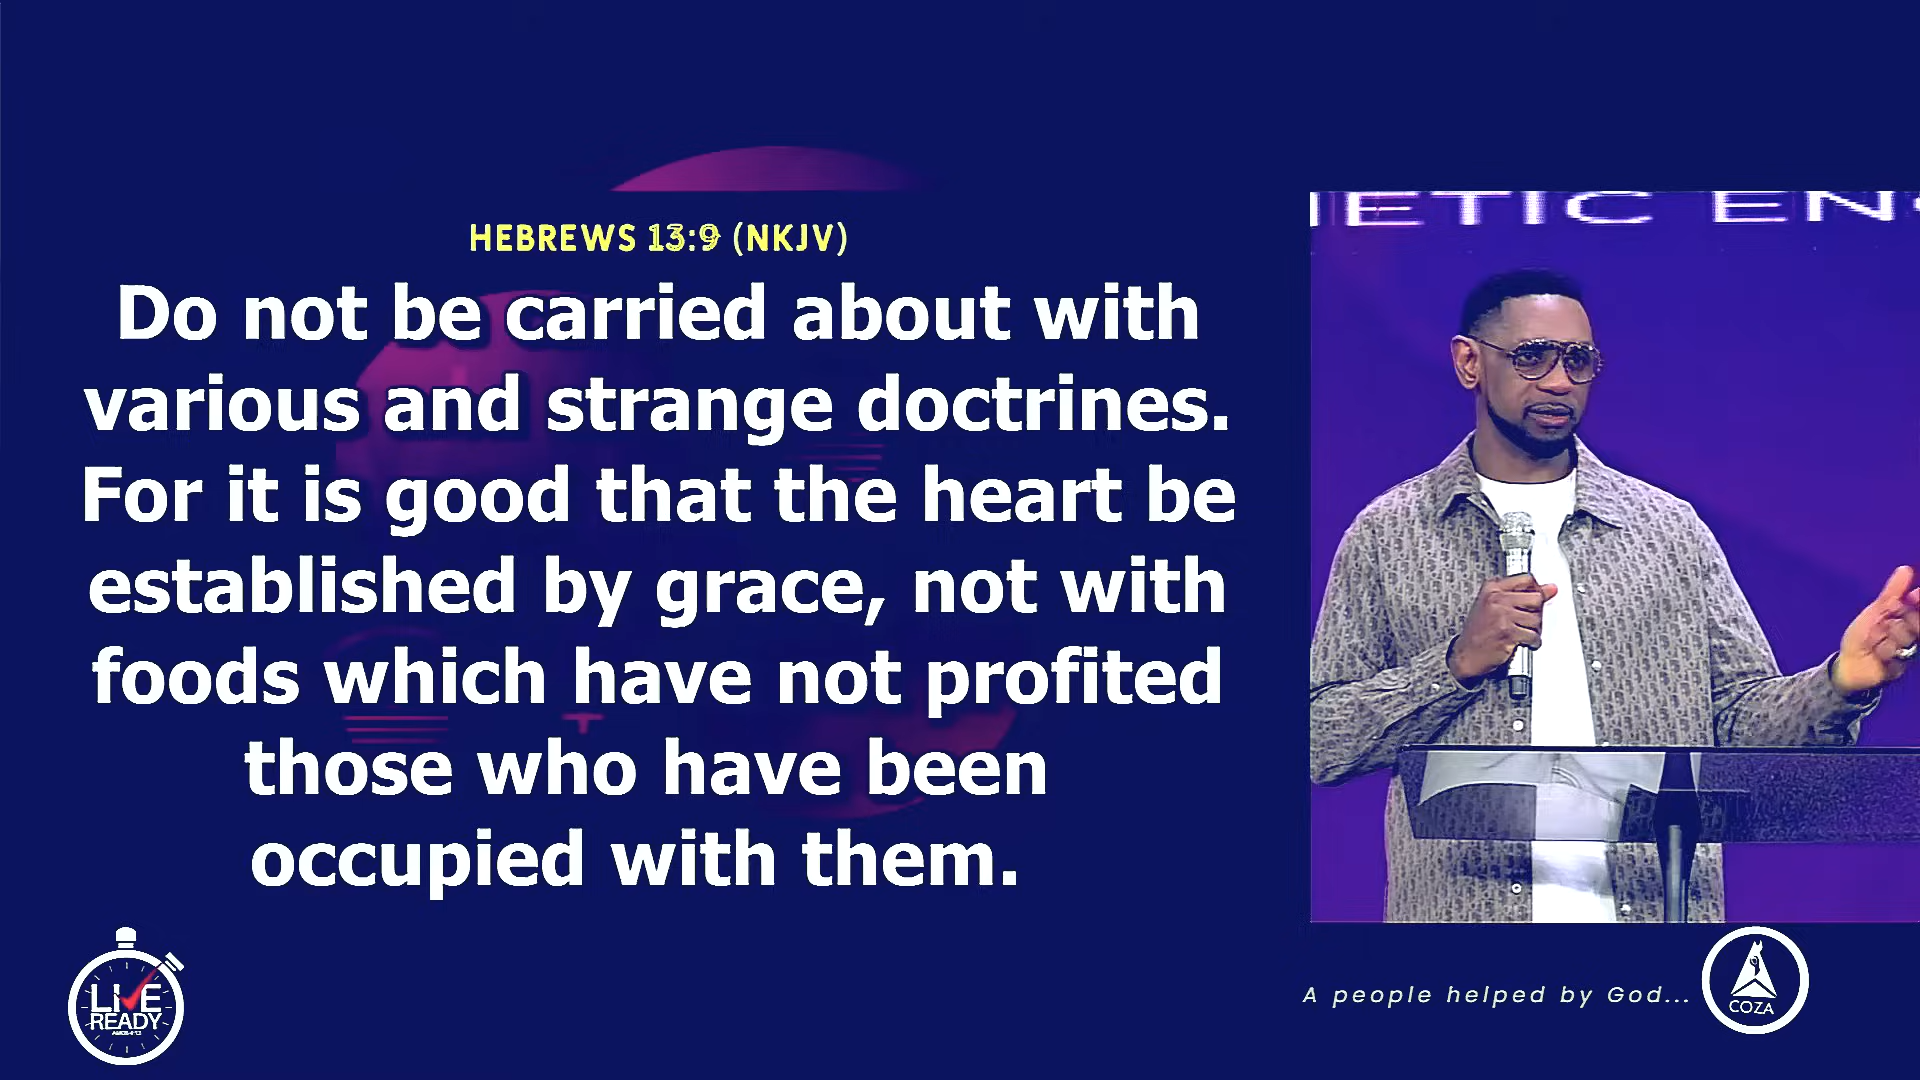 ETIC EN
HEBREWS 13:9 (NKJV)
Do not be carried about with
various and strange doctrines.
For it is good that the heart be
established by grace, not with
foods which have not profited
those who have been
occupied with them.
LIVE
READY
A people helped by God...
COZA